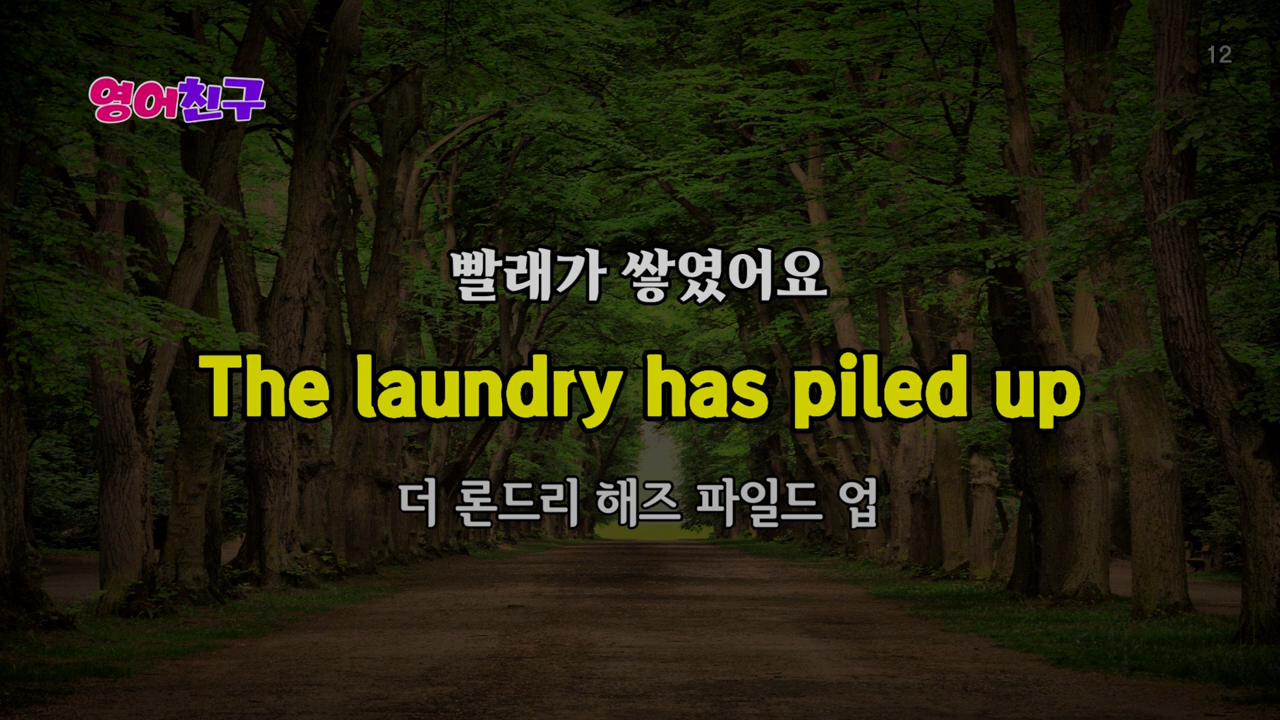 12
영어친구
빨래가 쌓였어요
The laundry has piled up
더 론드리 해즈 파일드 업